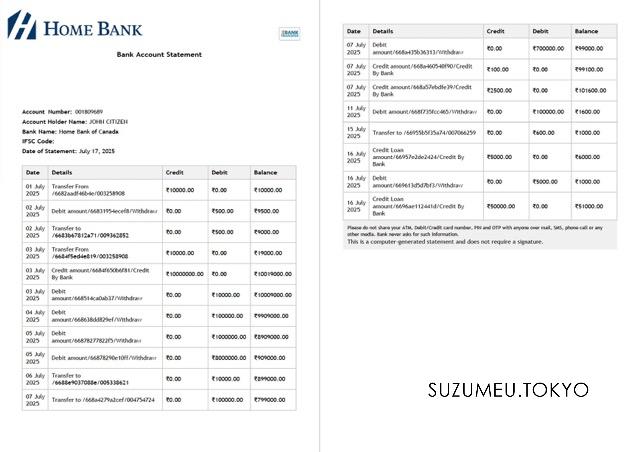 HOME BANK
Bank Account Statement
Account Number: 001809689
Account Holder Name: JOHN CITIZEN
Bank Name: Home Bank of Canada
IFSC Code:
Date of Statement: July 17, 2025
Date Details Credit Debit Balance
01 July 2025 Transfer From /6682aadf46b4e/003258908 ₹10000.00 ₹0.00 ₹10000.00
02 July 2025 Debit amount/66831954ecef8/Withdraw ₹0.00 ₹500.00 ₹9500.00
02 July 2025 Transfer to /6683b67812a71/009362852 ₹0.00 ₹500.00 ₹9000.00
03 July 2025 Transfer From /6684f5ed4e819/003258908 ₹10000.00 ₹0.00 ₹19000.00
03 July 2025 Credit amount/6684f650b6f81/Credit By Bank ₹10000000.00 ₹0.00 ₹10019000.00
03 July 2025 Debit amount/668514ca0ab37/Withdraw ₹0.00 ₹10000.00 ₹10009000.00
04 July 2025 Debit amount/668638dd829ef/Withdraw ₹0.00 ₹100000.00 ₹9909000.00
05 July 2025 Debit amount/66878277822f5/Withdraw ₹0.00 ₹1000000.00 ₹8909000.00
05 July 2025 Debit amount/66878290e10ff/Withdraw ₹0.00 ₹8000000.00 ₹909000.00
06 July 2025 Transfer to /6688e9037088e/005338621 ₹0.00 ₹10000.00 ₹899000.00
07 July 2025 Transfer to /668a4279a2cef/004754724 ₹0.00 ₹100000.00 ₹799000.00
Date Details Credit Debit Balance
07 July 2025 Debit amount/668a435b36313/Withdraw ₹0.00 ₹700000.00 ₹99000.00
07 July 2025 Credit amount/668a460548f90/Credit By Bank ₹100.00 ₹0.00 ₹99100.00
07 July 2025 Credit amount/668a57ebdfe39/Credit By Bank ₹2500.00 ₹0.00 ₹101600.00
11 July 2025 Debit amount/668f735fcc465/Withdraw ₹0.00 ₹100000.00 ₹1600.00
15 July 2025 Transfer to /66955b5f35a74/007066259 ₹0.00 ₹600.00 ₹1000.00
16 July 2025 Credit Loan amount/66957e2de2424/Credit By Bank ₹5000.00 ₹0.00 ₹6000.00
16 July 2025 Debit amount/669613d5d7bf3/Withdraw ₹0.00 ₹5000.00 ₹1000.00
16 July 2025 Credit Loan amount/6696ae112441d/Credit By Bank ₹50000.00 ₹0.00 ₹51000.00
Please do not share your ATM, Debit/Credit card number, PIN and OTP with anyone over mail, SMS, phone call or any
other media. Bank never asks for such information.
This is a computer-generated statement and does not require a signature.
SUZUMEU.TOKYO